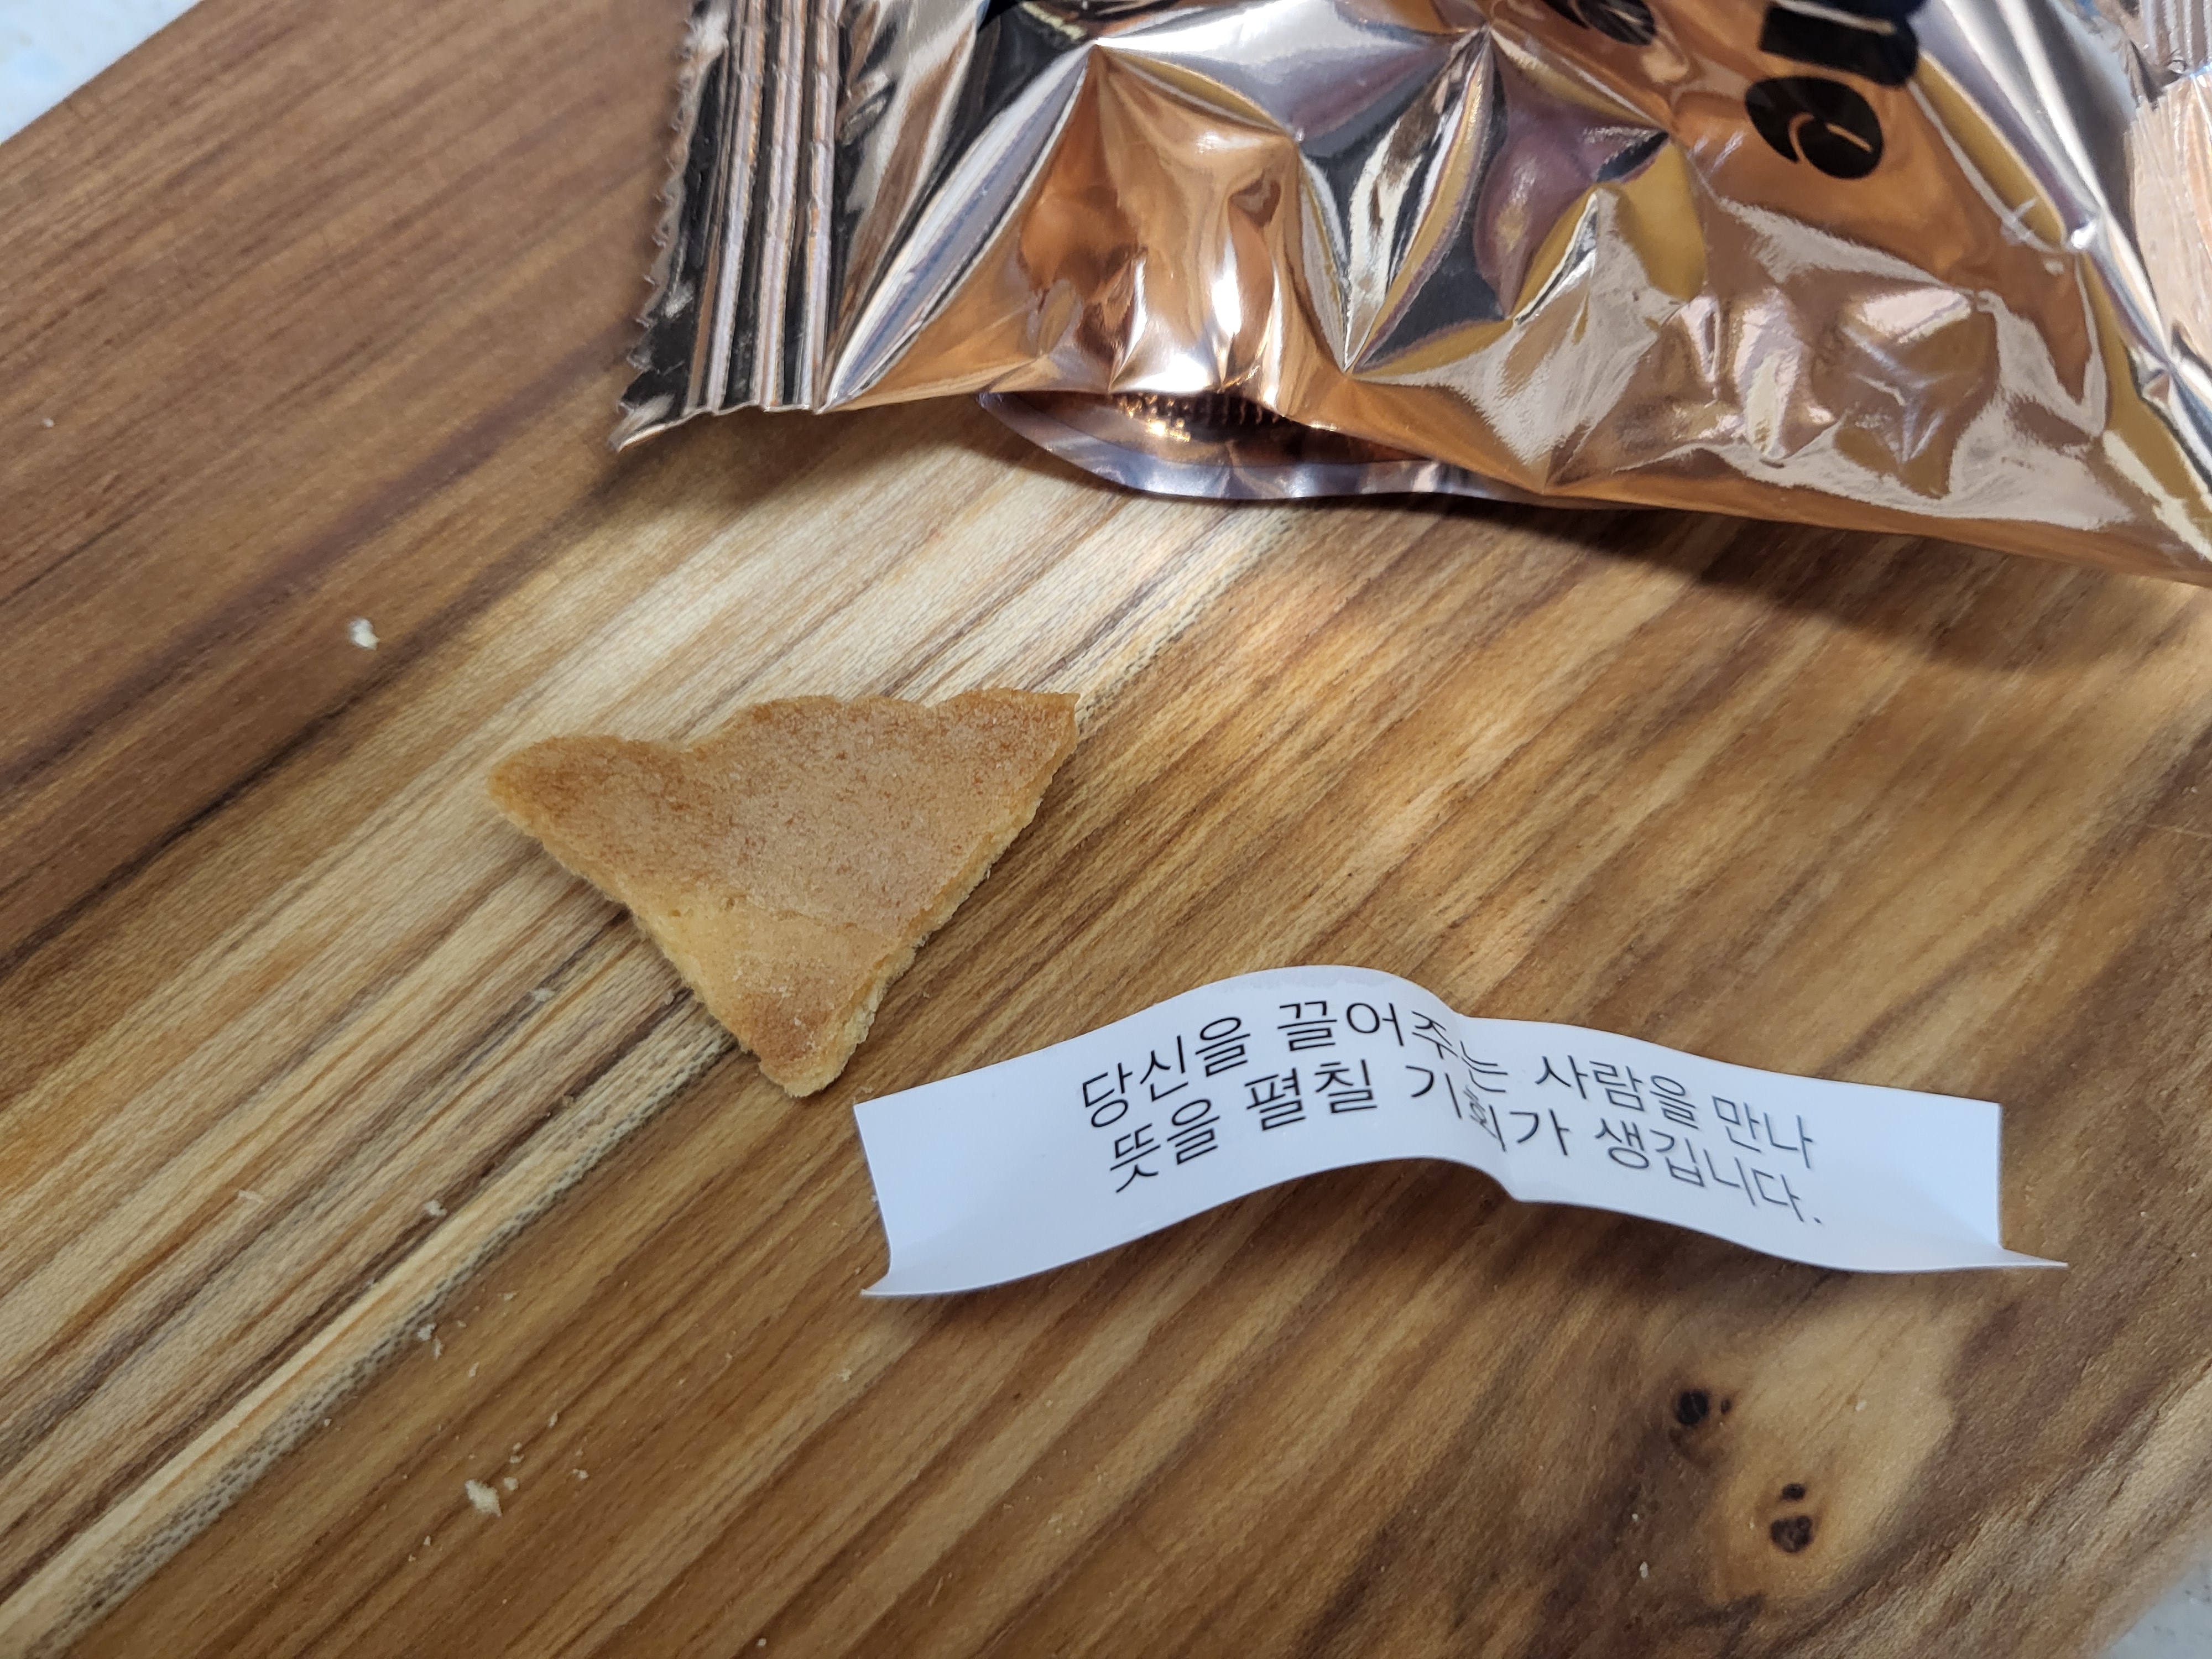 당신을 끌어주는 사람을 만나
뜻을 펼칠 기회가 생깁니다.